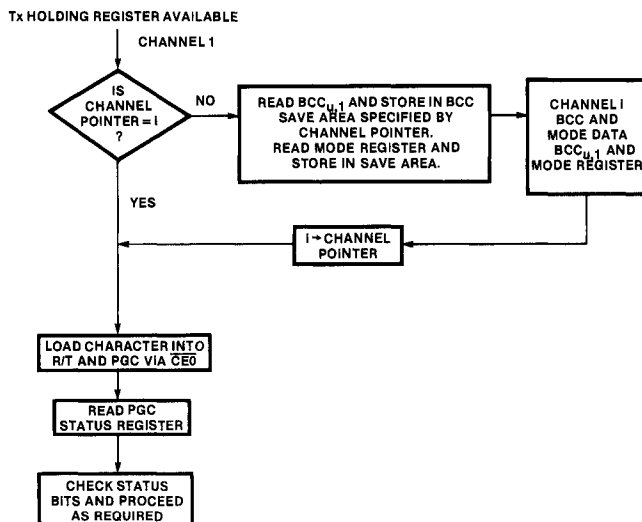 Tx HOLDING REGISTER AVAILABLE
CHANNEL 1
IS
CHANNEL
POINTER = i
?
NO
READ BCCu,1 AND STORE IN BCC
SAVE AREA SPECIFIED BY
CHANNEL POINTER.
READ MODE REGISTER AND
STORE IN SAVE AREA.
CHANNEL i
BCC AND
MODE DATA
BCCu,1 AND
MODE REGISTER
YES
i → CHANNEL
POINTER
LOAD CHARACTER INTO
R/T AND PGC VIA C̅E̅0̅
READ PGC
STATUS REGISTER
CHECK STATUS
BITS AND PROCEED
AS REQUIRED